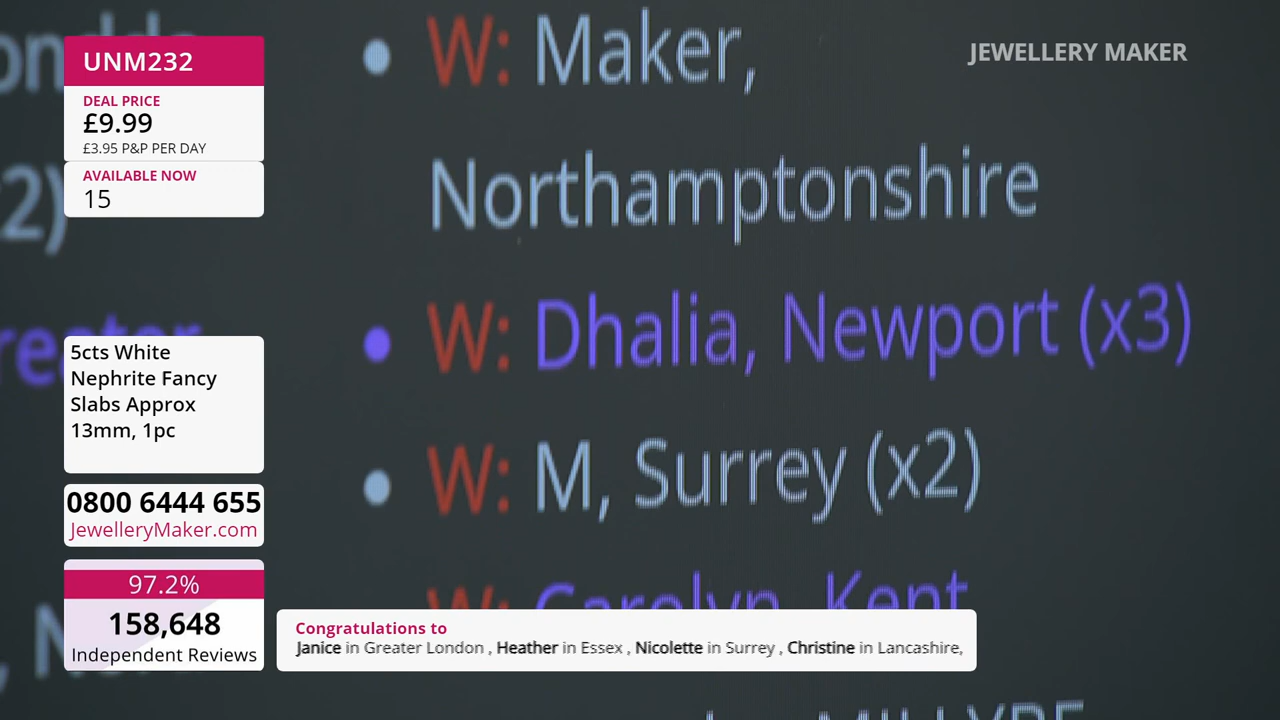 UNM232
DEAL PRICE
£9.99
£3.95 P&P PER DAY
AVAILABLE NOW
15
5cts White
Nephrite Fancy
Slabs Approx
13mm, 1pc
0800 6444 655
JewelleryMaker.com
97.2%
158,648
Independent Reviews
JEWELLERY MAKER
• W: Maker,
Northamptonshire
• W: Dhalia, Newport (x3)
• W: M, Surrey (x2)
W: Carolyn, Kent
Congratulations to
Janice in Greater London , Heather in Essex , Nicolette in Surrey , Christine in Lancashire,